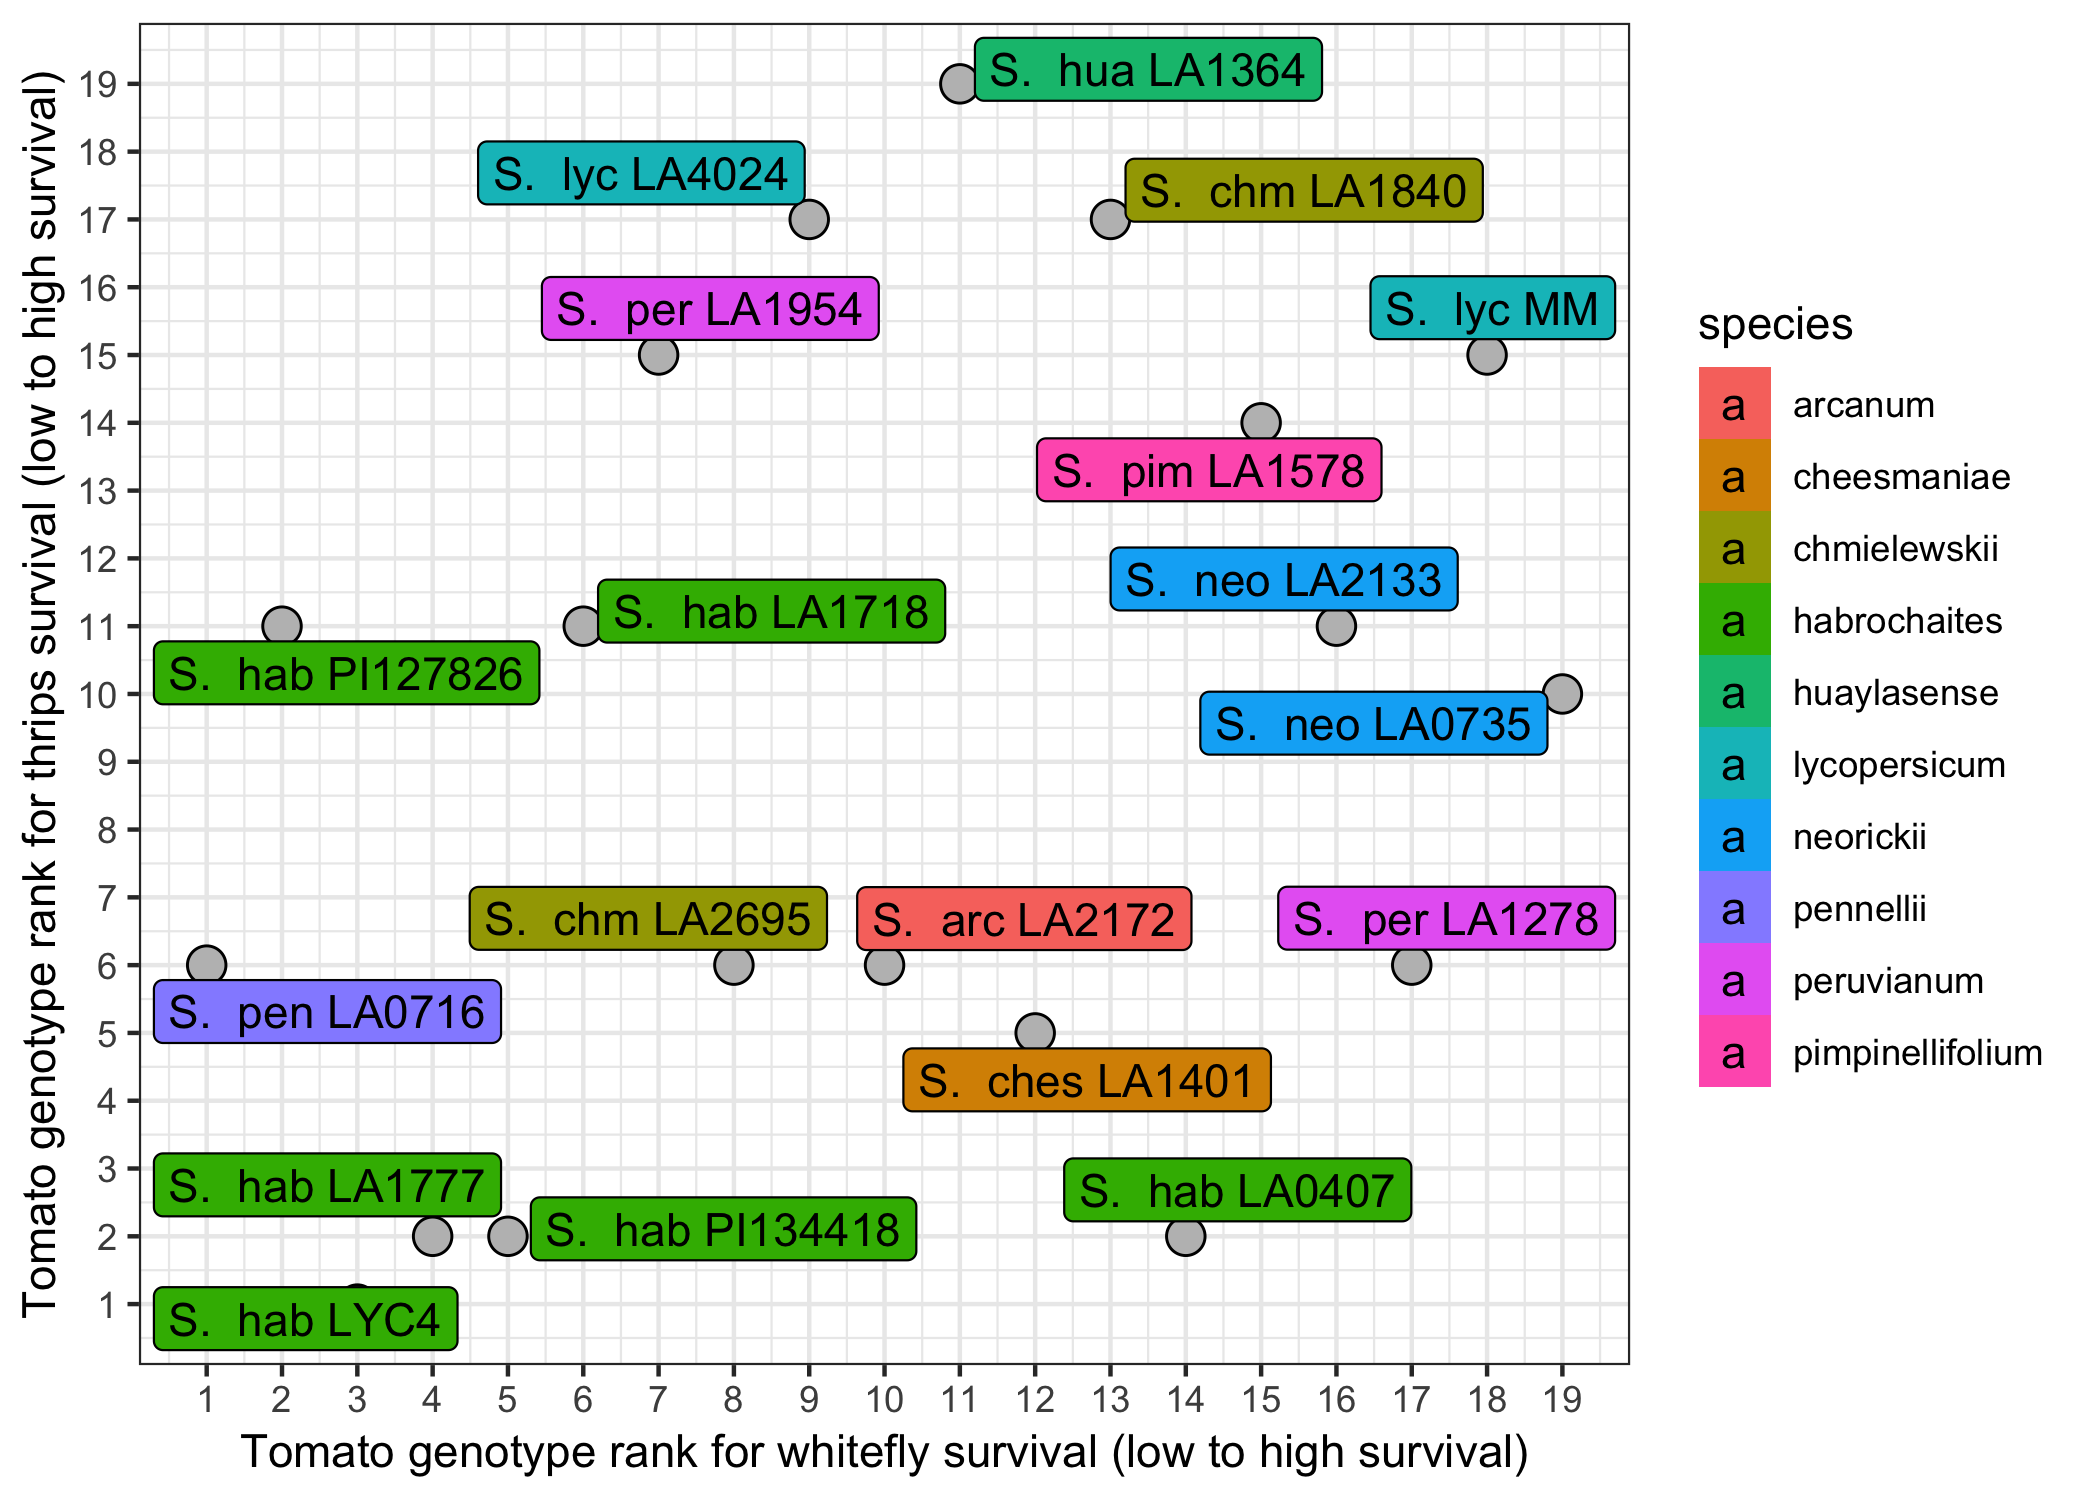 Tomato genotype rank for thrips survival (low to high survival)
19
18
17
16
15
14
13
12
11
10
9
8
7
6
5
4
3
2
1
S. hua LA1364
S. lyc LA4024
S. chm LA1840
S. per LA1954
S. lyc MM
S. pim LA1578
S. neo LA2133
S. hab LA1718
S. hab PI127826
S. neo LA0735
S. chm LA2695
S. arc LA2172
S. per LA1278
S. pen LA0716
S. ches LA1401
S. hab LA1777
S. hab LA0407
S. hab PI134418
S. hab LYC4
1 2 3 4 5 6 7 8 9 10 11 12 13 14 15 16 17 18 19
Tomato genotype rank for whitefly survival (low to high survival)
species
a arcanum
a cheesmaniae
a chmielewskii
a habrochaites
a huaylasense
a lycopersicum
a neorickii
a pennellii
a peruvianum
a pimpinellifolium